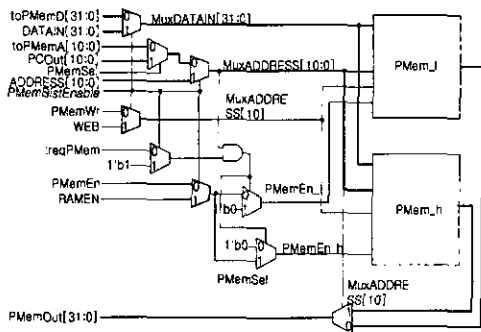 toPMemD[31:0]
DATAIN[31:0]
MuxDATAIN[31:0]
toPMemA[10:0]
PCOut[10:0]
PMemSel
ADDRESS[10:0]
PMemBistEnable
MuxADDRESS[10:0]
PMem_l
PMemWr
WEB
MuxADDRE
SS[10]
treqPMem
1'b1
PMemEn
RAMEN
b0
PMemEn_l
PMem_h
1'b0
PMemEn_h
PMemSel
MuxADDRE
SS[10]
PMemOut[31:0]